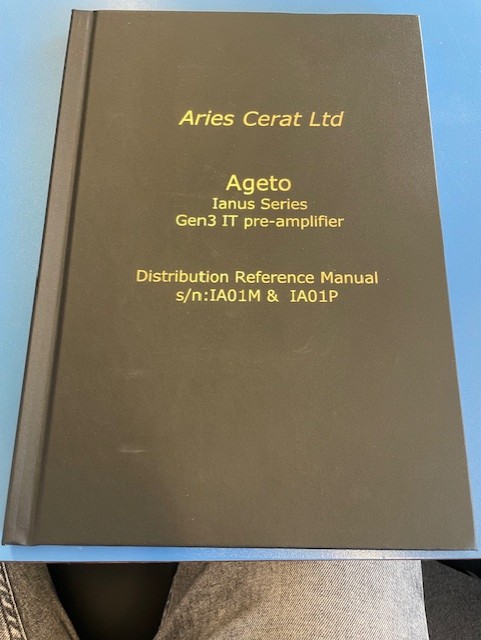 Aries Cerat Ltd
Ageto
Ianus Series
Gen3 IT pre-amplifier
Distribution Reference Manual
s/n:IA01M & IA01P